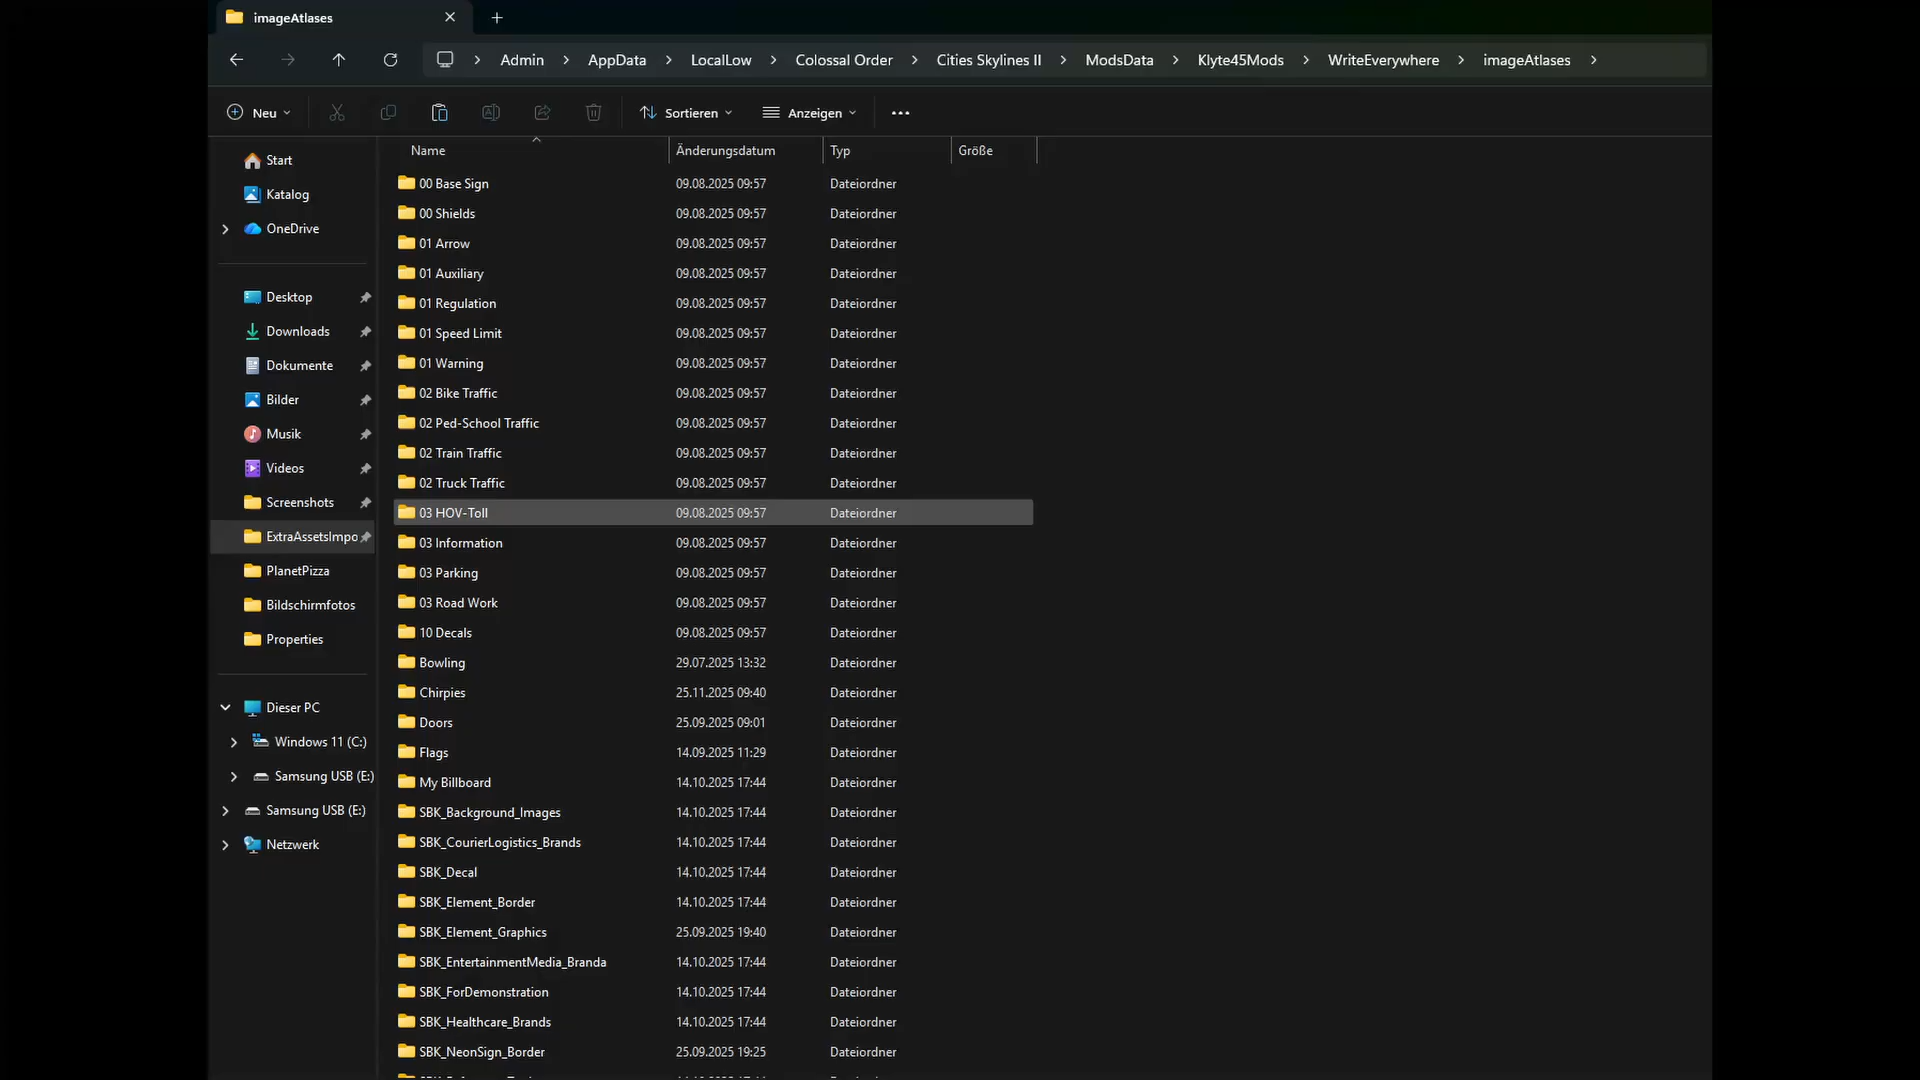 imageAtlases
Admin > AppData > LocalLow > Colossal Order > Cities Skylines II > ModsData > Klyte45Mods > WriteEverywhere > imageAtlases >
Neu Sortieren Anzeigen
Name Änderungsdatum Typ Größe
Start
Katalog
OneDrive
Desktop
Downloads
Dokumente
Bilder
Musik
Videos
Screenshots
ExtraAssetsImpo
PlanetPizza
Bildschirmfotos
Properties
Dieser PC
Windows 11 (C:)
Samsung USB (E:)
Samsung USB (E:)
Netzwerk
00 Base Sign 09.08.2025 09:57 Dateiordner
00 Shields 09.08.2025 09:57 Dateiordner
01 Arrow 09.08.2025 09:57 Dateiordner
01 Auxiliary 09.08.2025 09:57 Dateiordner
01 Regulation 09.08.2025 09:57 Dateiordner
01 Speed Limit 09.08.2025 09:57 Dateiordner
01 Warning 09.08.2025 09:57 Dateiordner
02 Bike Traffic 09.08.2025 09:57 Dateiordner
02 Ped-School Traffic 09.08.2025 09:57 Dateiordner
02 Train Traffic 09.08.2025 09:57 Dateiordner
02 Truck Traffic 09.08.2025 09:57 Dateiordner
03 HOV-Toll 09.08.2025 09:57 Dateiordner
03 Information 09.08.2025 09:57 Dateiordner
03 Parking 09.08.2025 09:57 Dateiordner
03 Road Work 09.08.2025 09:57 Dateiordner
10 Decals 09.08.2025 09:57 Dateiordner
Bowling 29.07.2025 13:32 Dateiordner
Chirpies 25.11.2025 09:40 Dateiordner
Doors 25.09.2025 09:01 Dateiordner
Flags 14.09.2025 11:29 Dateiordner
My Billboard 14.10.2025 17:44 Dateiordner
SBK_Background_Images 14.10.2025 17:44 Dateiordner
SBK_CourierLogistics_Brands 14.10.2025 17:44 Dateiordner
SBK_Decal 14.10.2025 17:44 Dateiordner
SBK_Element_Border 14.10.2025 17:44 Dateiordner
SBK_Element_Graphics 25.09.2025 19:40 Dateiordner
SBK_EntertainmentMedia_Branda 14.10.2025 17:44 Dateiordner
SBK_ForDemonstration 14.10.2025 17:44 Dateiordner
SBK_Healthcare_Brands 14.10.2025 17:44 Dateiordner
SBK_NeonSign_Border 25.09.2025 19:25 Dateiordner